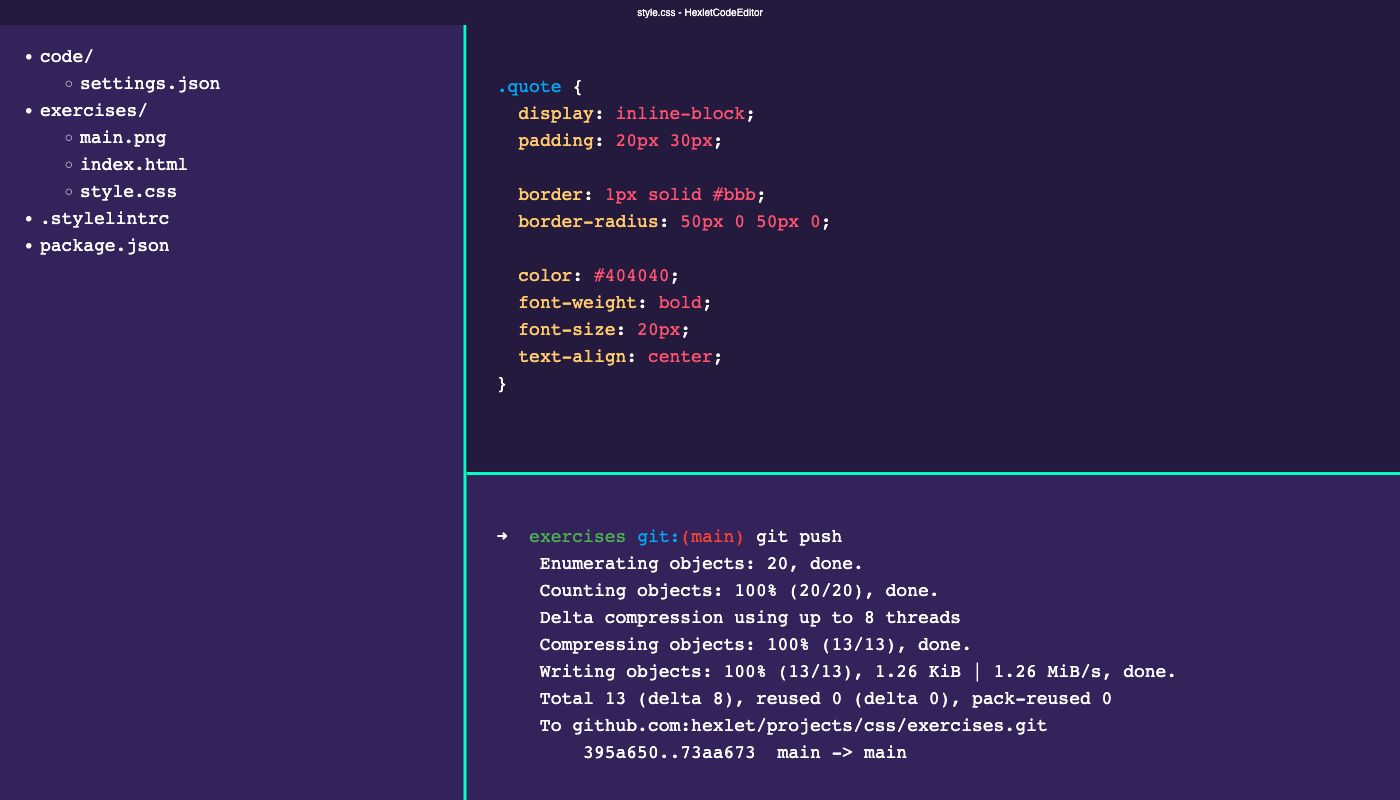 style.css - HexletCodeEditor
code/
settings.json
exercises/
main.png
index.html
style.css
.stylelintrc
package.json
.quote {
display: inline-block;
padding: 20px 30px;
border: 1px solid #bbb;
border-radius: 50px 0 50px 0;
color: #404040;
font-weight: bold;
font-size: 20px;
text-align: center;
}
➜ exercises git:(main) git push
Enumerating objects: 20, done.
Counting objects: 100% (20/20), done.
Delta compression using up to 8 threads
Compressing objects: 100% (13/13), done.
Writing objects: 100% (13/13), 1.26 KiB | 1.26 MiB/s, done.
Total 13 (delta 8), reused 0 (delta 0), pack-reused 0
To github.com:hexlet/projects/css/exercises.git
395a650..73aa673 main -> main